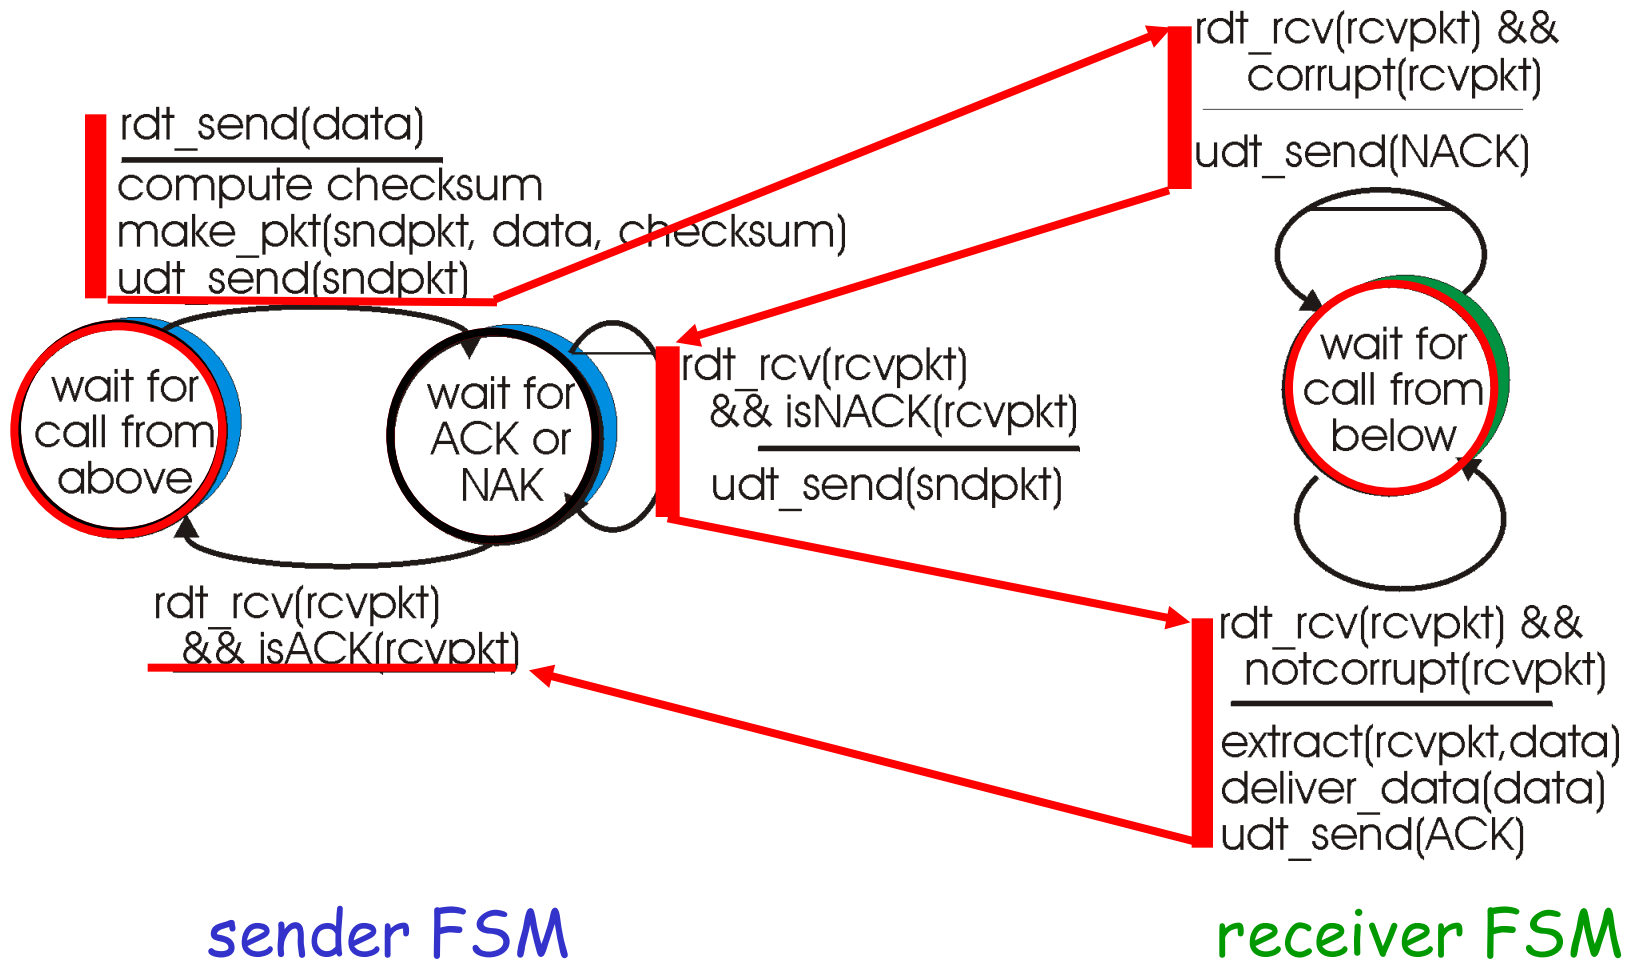 rdt_send(data)
compute checksum
make_pkt(sndpkt, data, checksum)
udt_send(sndpkt)
wait for
call from
above
wait for
ACK or
NAK
rdt_rcv(rcvpkt)
&& isNACK(rcvpkt)
udt_send(sndpkt)
rdt_rcv(rcvpkt)
&& isACK(rcvpkt)
rdt_rcv(rcvpkt) &&
corrupt(rcvpkt)
udt_send(NACK)
wait for
call from
below
rdt_rcv(rcvpkt) &&
notcorrupt(rcvpkt)
extract(rcvpkt,data)
deliver_data(data)
udt_send(ACK)
sender FSM
receiver FSM